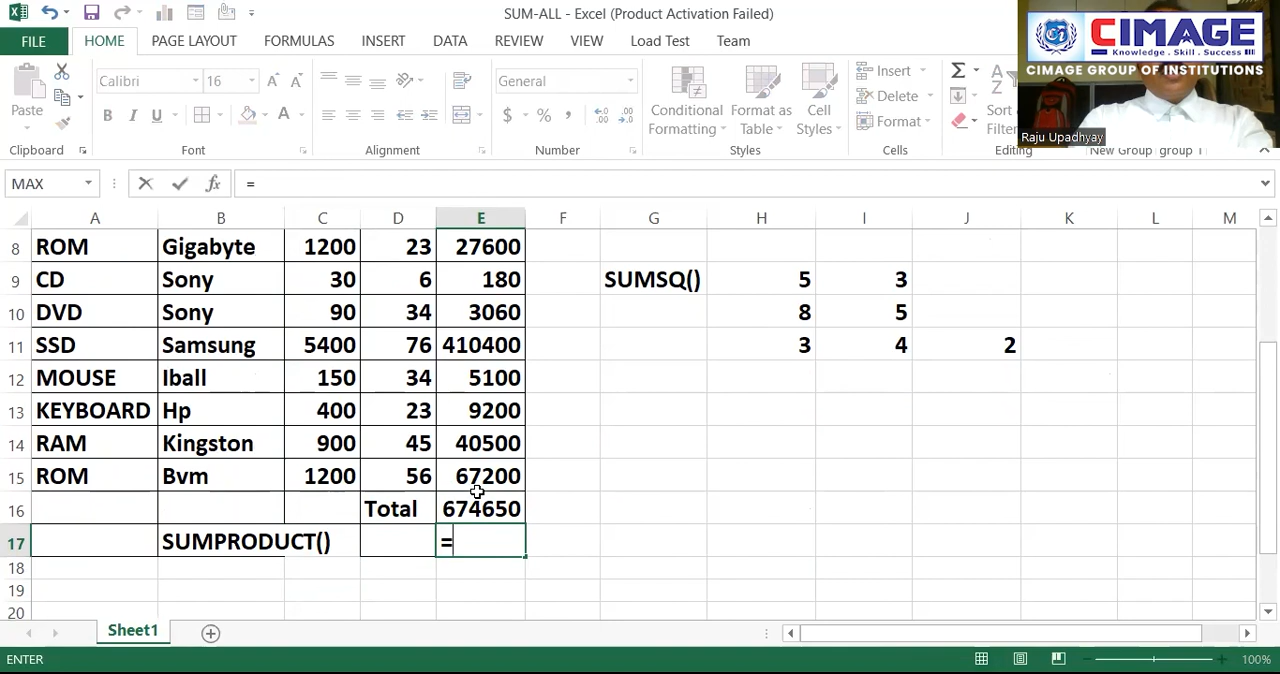 SUM-ALL - Excel (Product Activation Failed)
FILE HOME PAGE LAYOUT FORMULAS INSERT DATA REVIEW VIEW Load Test Team
CIMAGE
Knowledge . Skill . Success
CIMAGE GROUP OF INSTITUTIONS
Raju Upadhyay
Paste Calibri 16 General Conditional Formatting Format as Table Cell Styles Insert Delete Format Sort Filter
Clipboard Font Alignment Number Styles Cells Editing New Group group 1
MAX =
A B C D E F G H I J K L M
8 ROM Gigabyte 1200 23 27600
9 CD Sony 30 6 180 SUMSQ() 5 3
10 DVD Sony 90 34 3060 8 5
11 SSD Samsung 5400 76 410400 3 4 2
12 MOUSE Iball 150 34 5100
13 KEYBOARD Hp 400 23 9200
14 RAM Kingston 900 45 40500
15 ROM Bvm 1200 56 67200
16 Total 674650
17 SUMPRODUCT() =
18
19
20
Sheet1
ENTER 100%